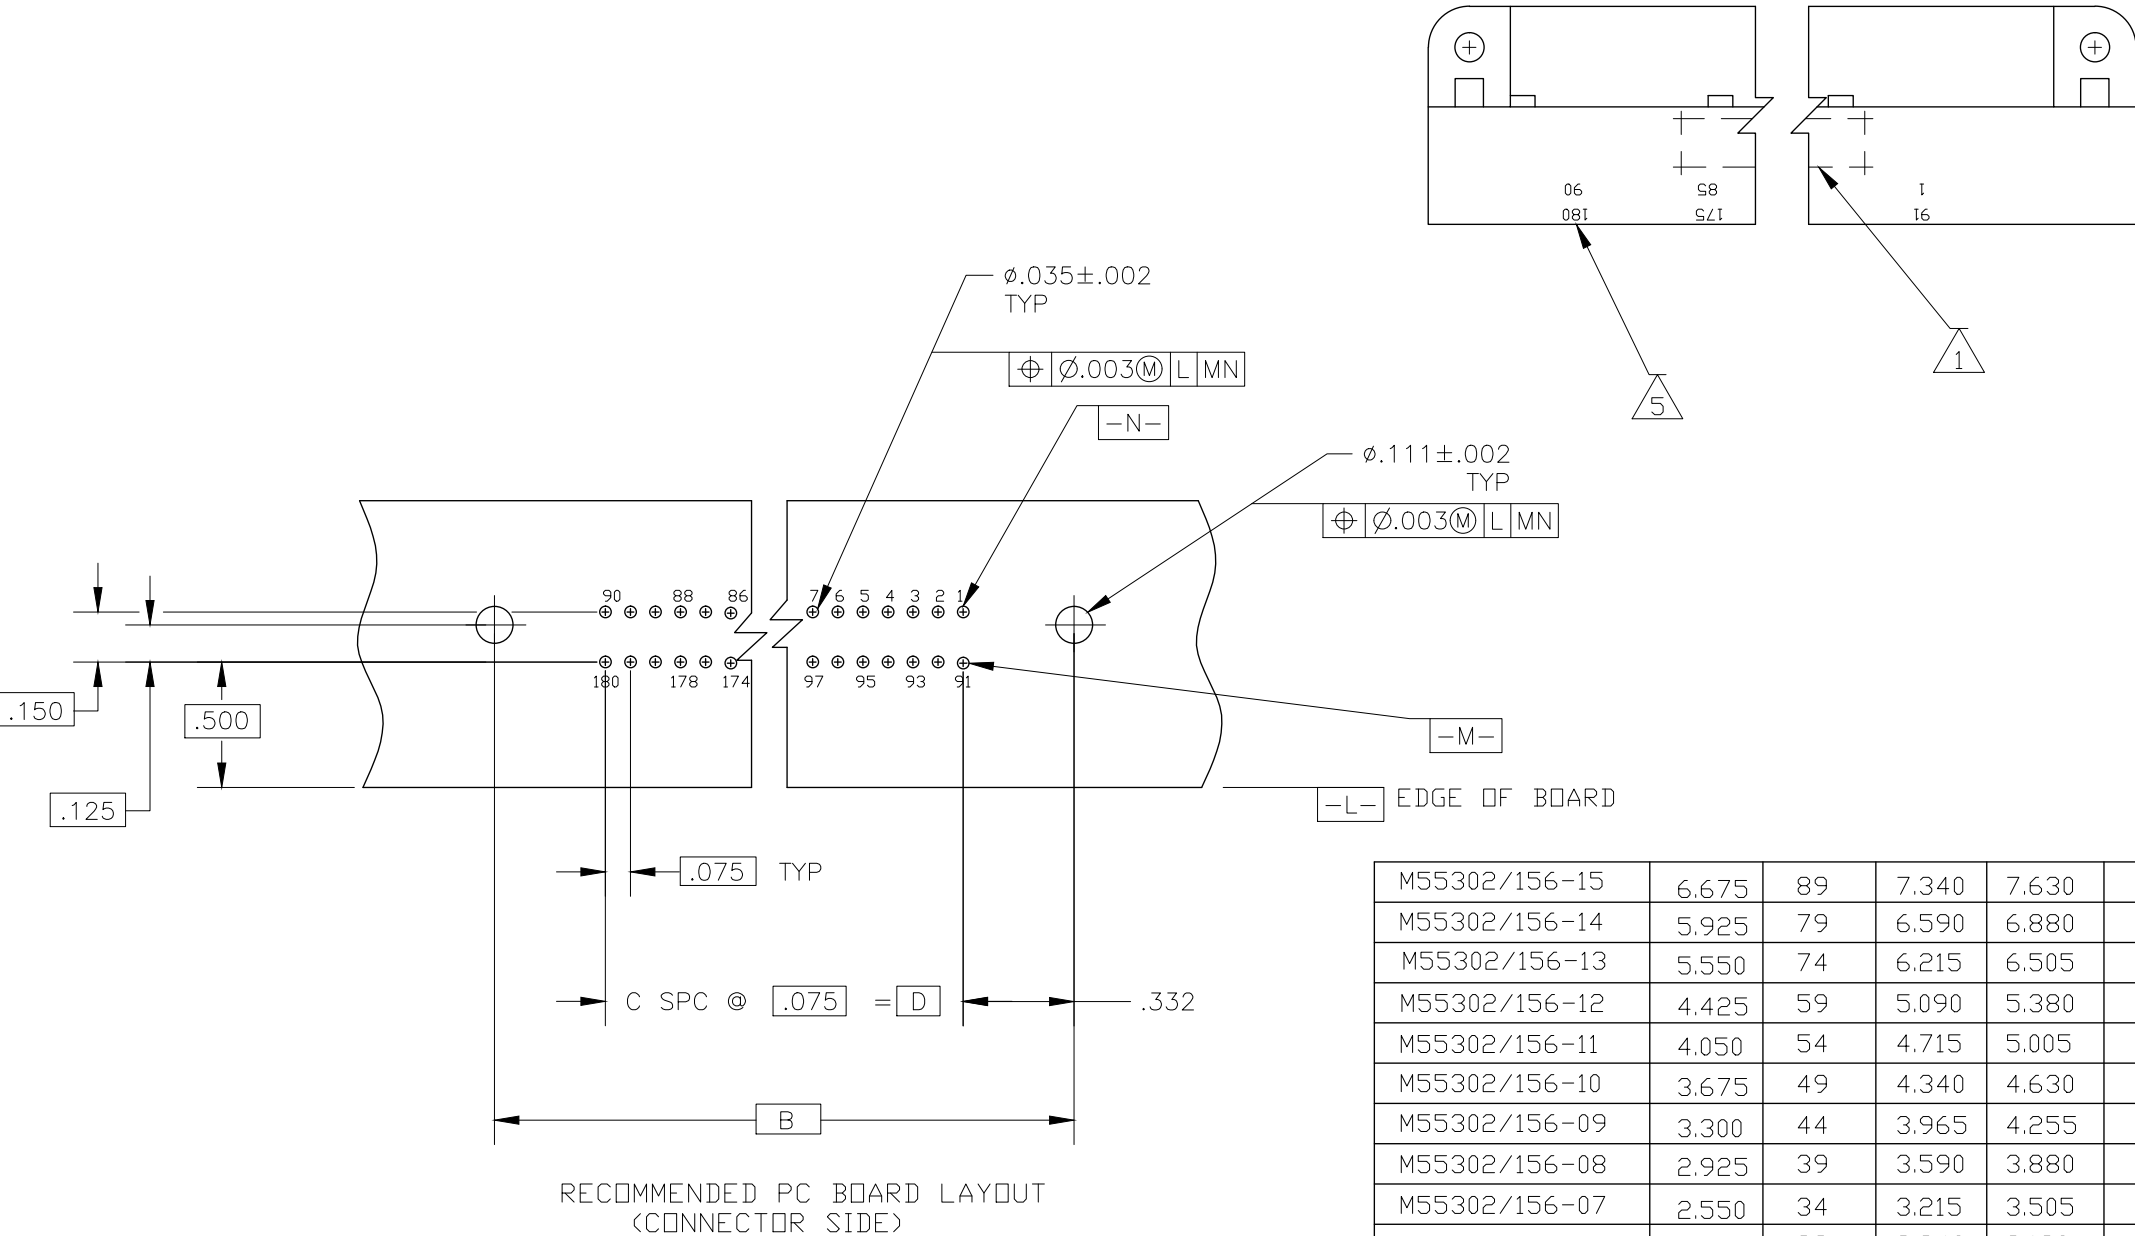 90 85 1
180 175 91
ø.035±.002
TYP
⌖ Ø.003Ⓜ L MN
1
5
-N-
ø.111±.002
TYP
⌖ Ø.003Ⓜ L MN
90 88 86 7 6 5 4 3 2 1
180 178 174 97 95 93 91
.150
.500
-M-
.125
-L- EDGE OF BOARD
.075 TYP
C SPC @ .075 = D
.332
B
RECOMMENDED PC BOARD LAYOUT
(CONNECTOR SIDE)
M55302/156-15 6.675 89 7.340 7.630
M55302/156-14 5.925 79 6.590 6.880
M55302/156-13 5.550 74 6.215 6.505
M55302/156-12 4.425 59 5.090 5.380
M55302/156-11 4.050 54 4.715 5.005
M55302/156-10 3.675 49 4.340 4.630
M55302/156-09 3.300 44 3.965 4.255
M55302/156-08 2.925 39 3.590 3.880
M55302/156-07 2.550 34 3.215 3.505